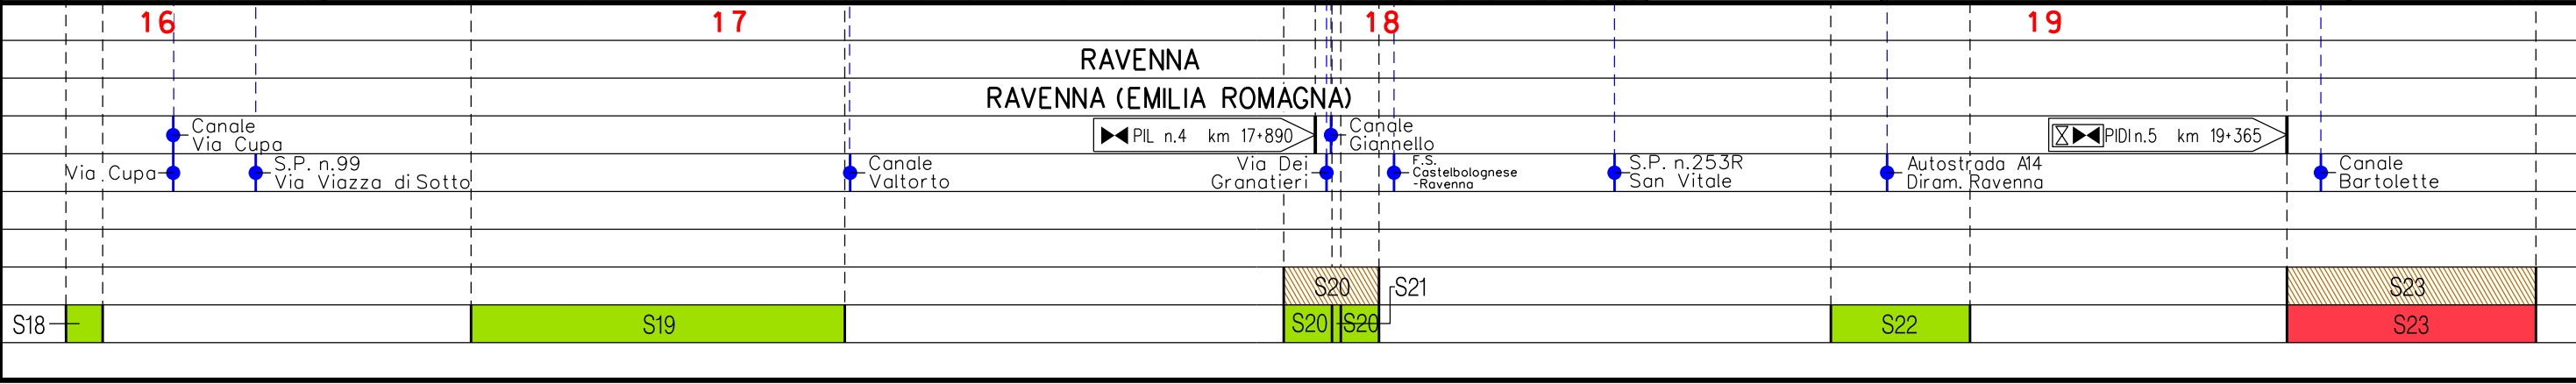 16 17 18 19
RAVENNA
RAVENNA (EMILIA ROMAGNA)
Canale
Via Cupa
PIL n.4 km 17+890
Canale
Giannello
PIDI n.5 km 19+365
Via Cupa
S.P. n.99
Via Viazza di Sotto
Canale
Valtorto
Via Dei
Granatieri
F.S.
Castelbolognese
-Ravenna
S.P. n.253R
San Vitale
Autostrada A14
Diram. Ravenna
Canale
Bartolette
S20 S21 S23
S18 S19 S20 S20 S22 S23